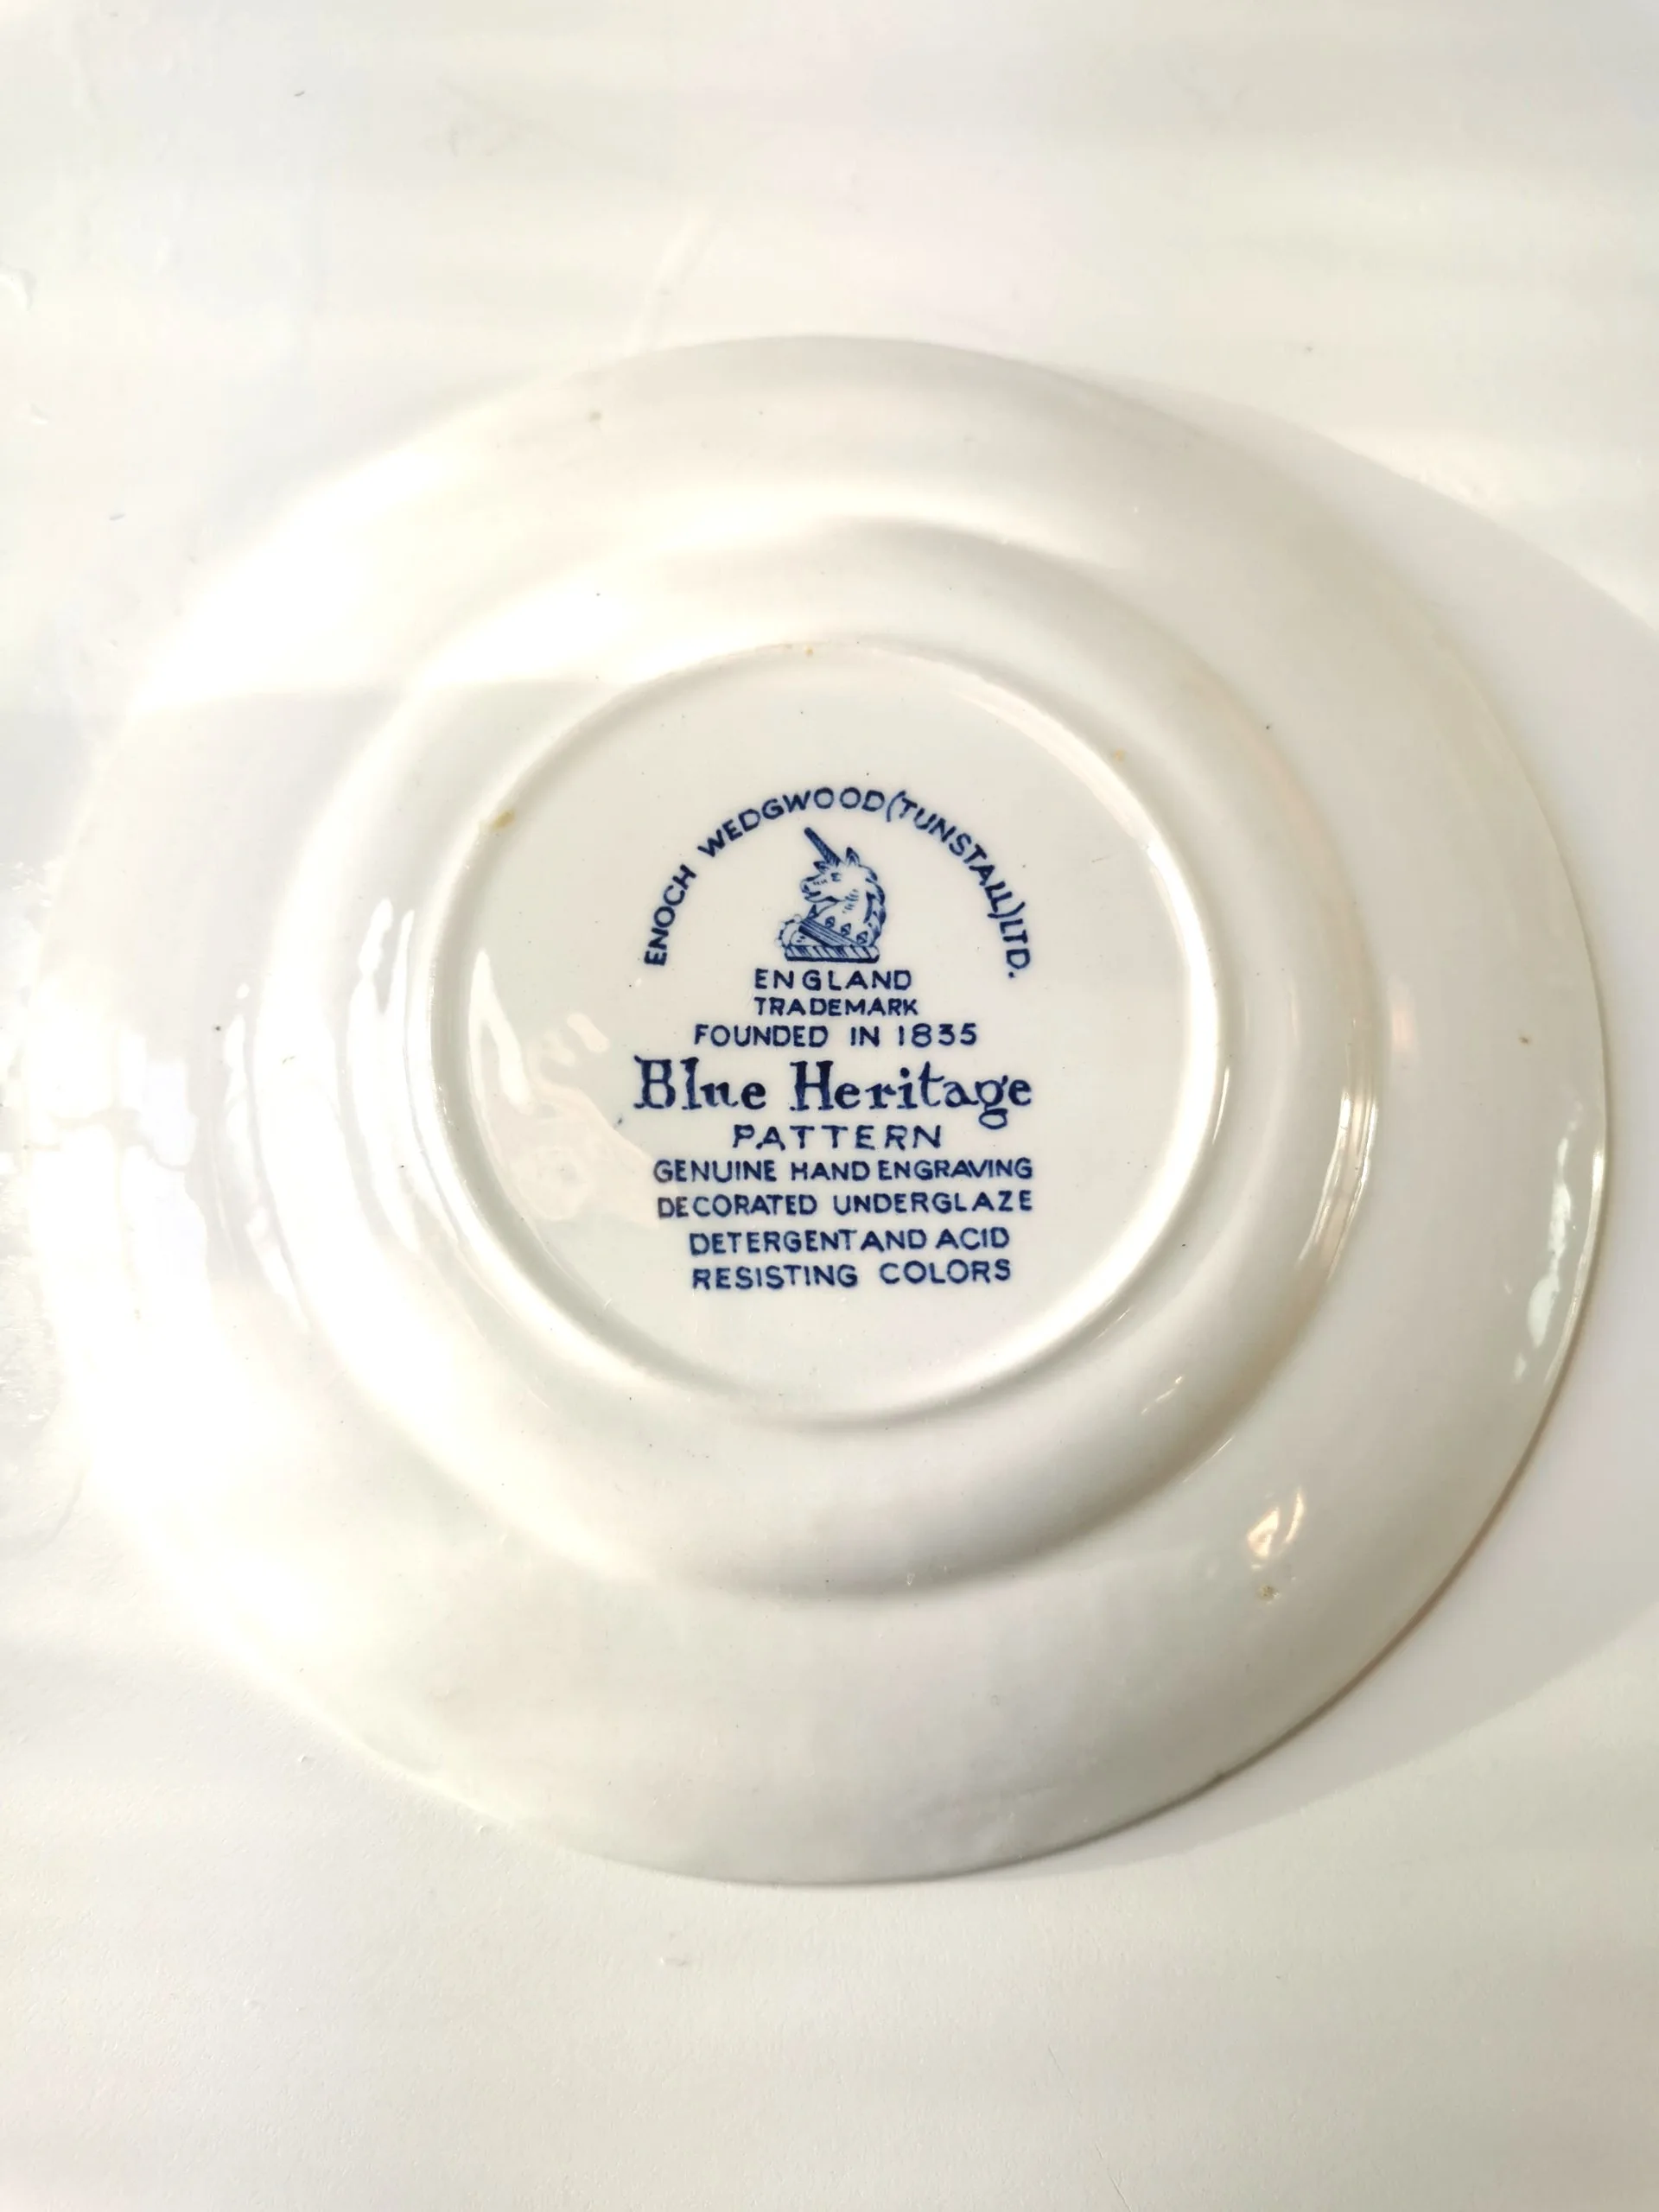 ENOCH WEDGWOOD (TUNSTALL) LTD.
ENGLAND
TRADEMARK
FOUNDED IN 1835
Blue Heritage
PATTERN
GENUINE HAND ENGRAVING
DECORATED UNDERGLAZE
DETERGENT AND ACID
RESISTING COLORS